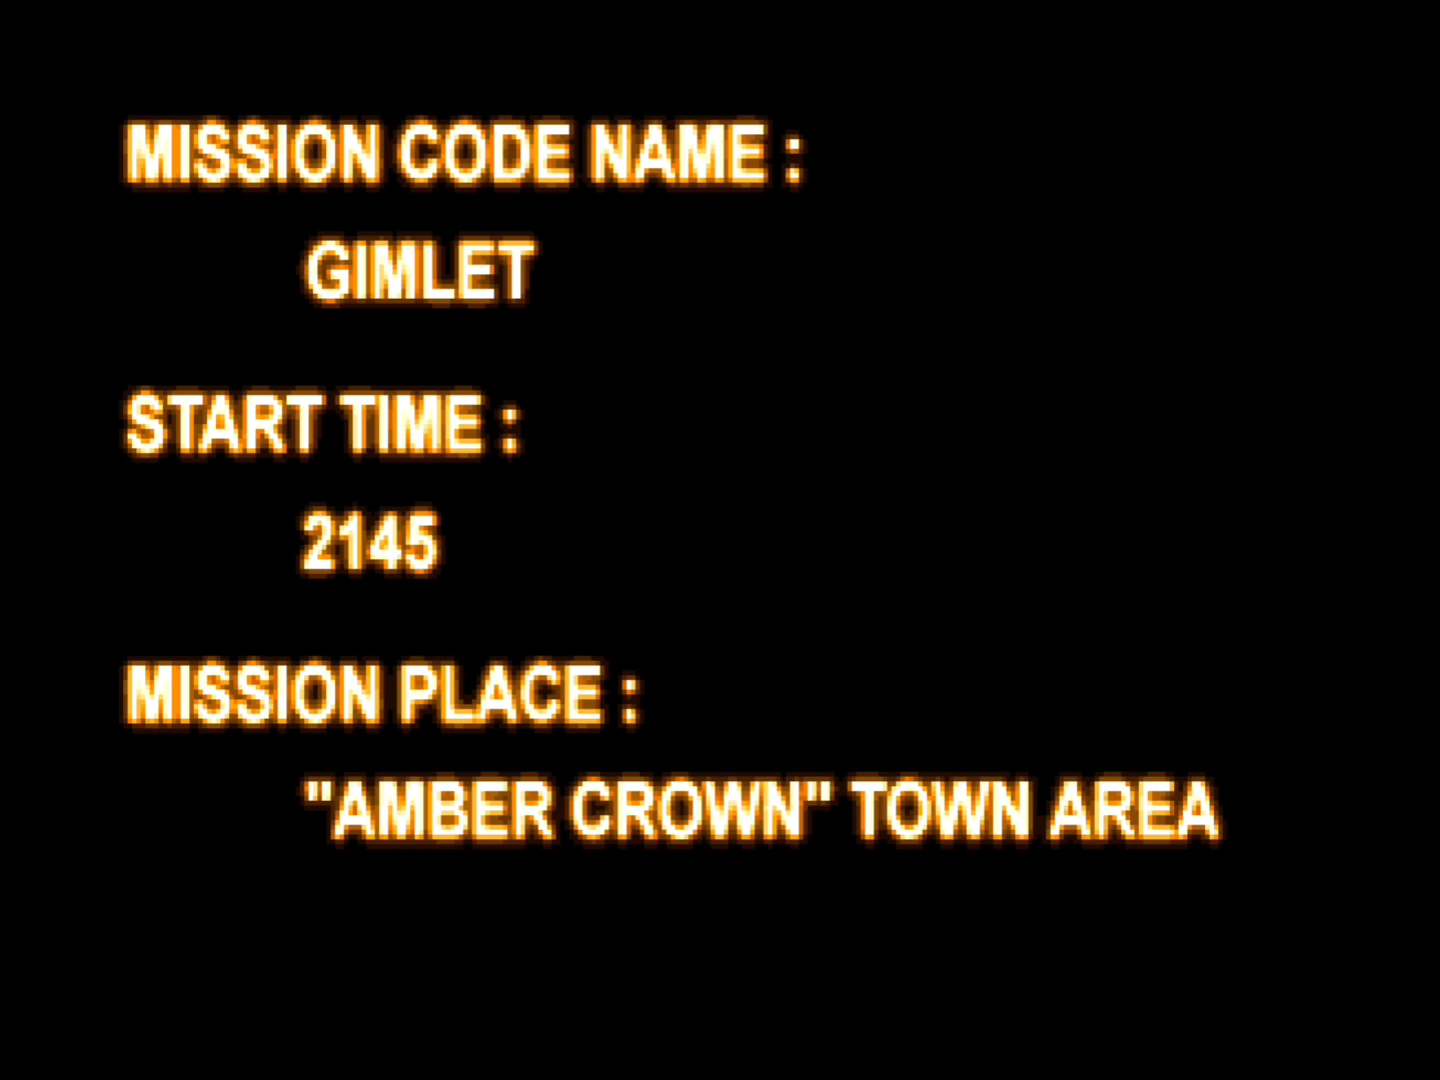 MISSION CODE NAME :
GIMLET
START TIME :
2145
MISSION PLACE :
"AMBER CROWN" TOWN AREA